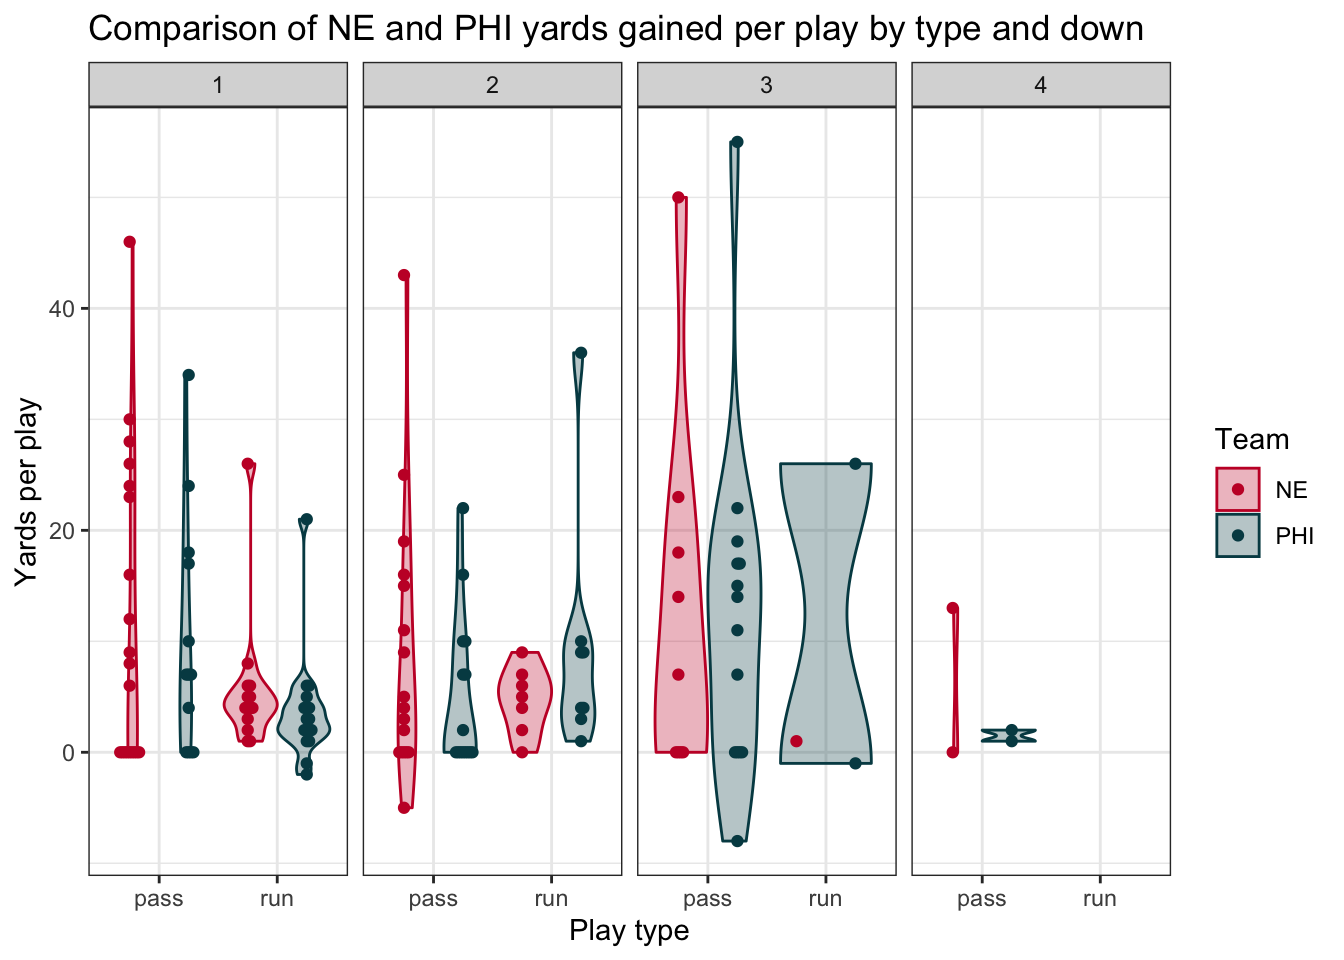 Comparison of NE and PHI yards gained per play by type and down
1 2 3 4
40
20
0
Yards per play
pass run pass run pass run pass run
Play type
Team
NE
PHI